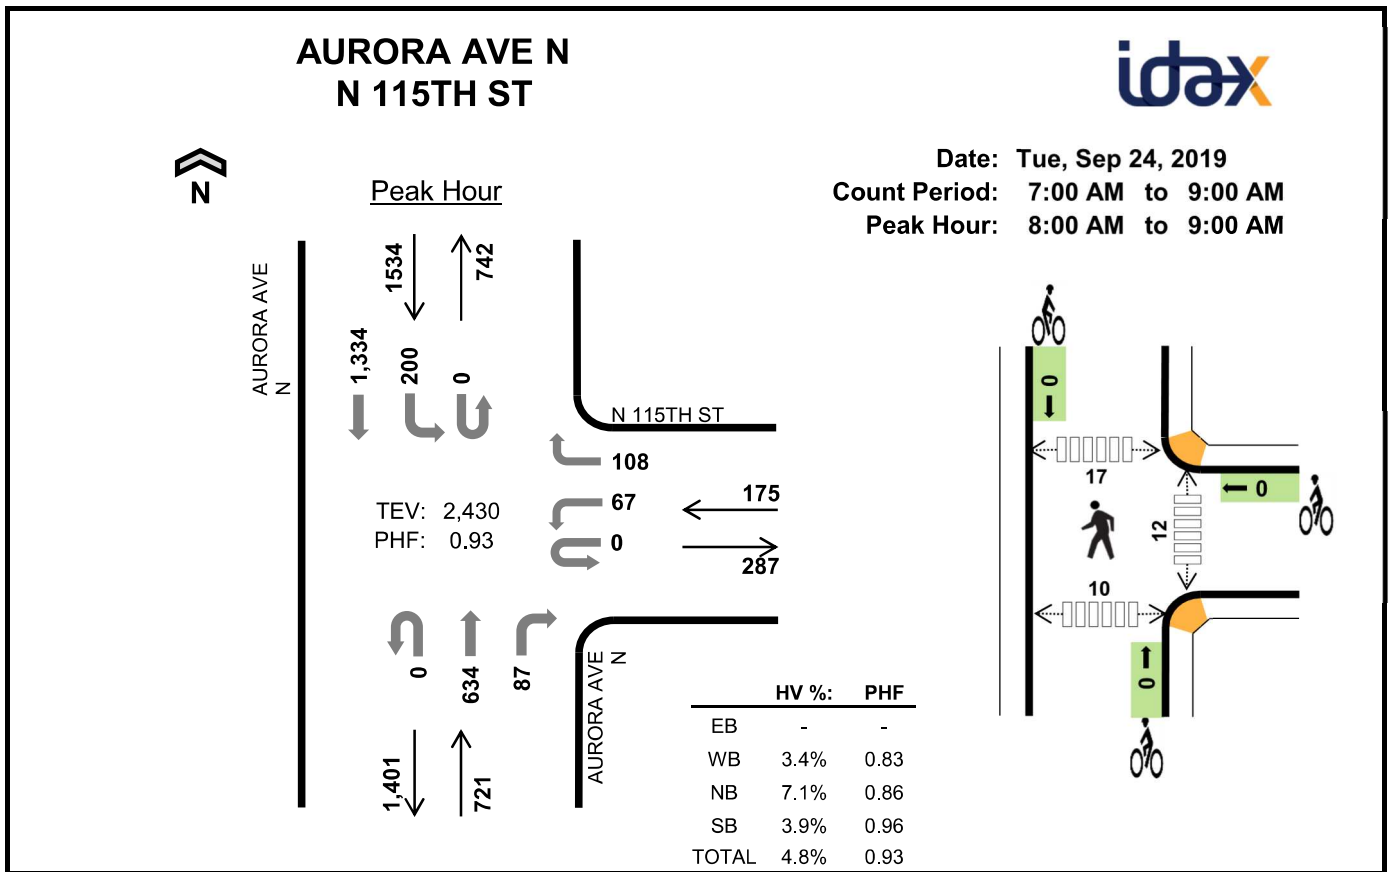 AURORA AVE N
N 115TH ST
idax
N
Peak Hour
Date: Tue, Sep 24, 2019
Count Period: 7:00 AM to 9:00 AM
Peak Hour: 8:00 AM to 9:00 AM
1534
742
AURORA AVE
N
1,334
200
0
N 115TH ST
108
67
0
175
287
TEV: 2,430
PHF: 0.93
0
634
87
1,401
721
AURORA AVE
N
HV %: PHF
EB - -
WB 3.4% 0.83
NB 7.1% 0.86
SB 3.9% 0.96
TOTAL 4.8% 0.93
0
17
0
12
10
0